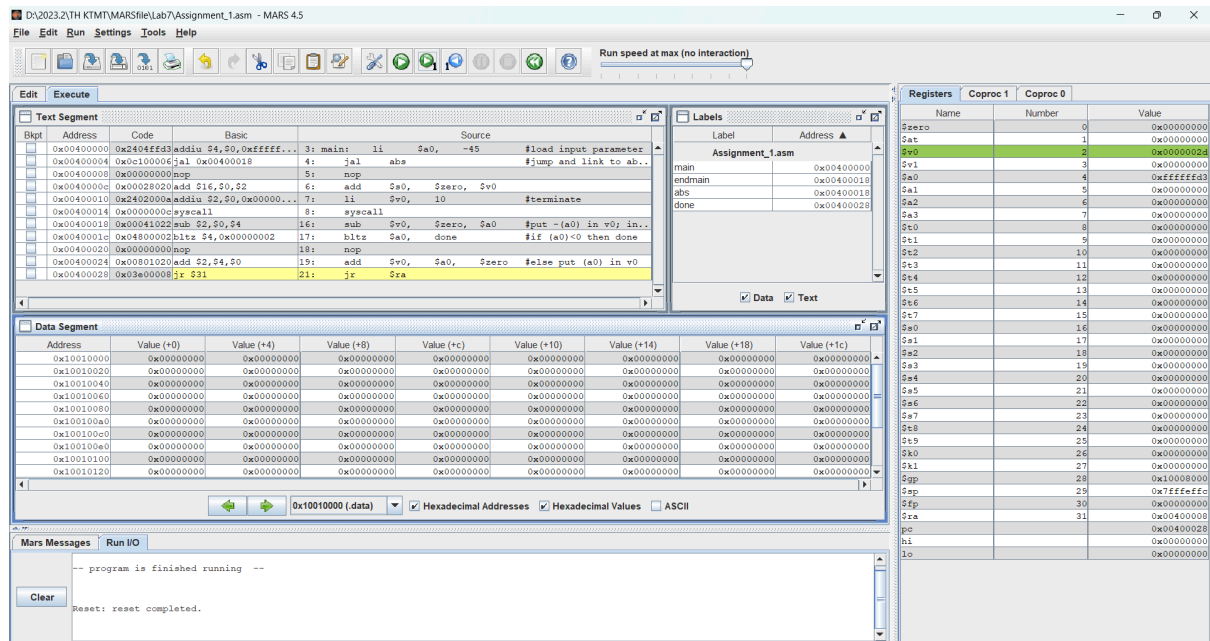 D:\2023.2\TH KTMT\MARSfile\Lab7\Assignment_1.asm - MARS 4.5
File Edit Run Settings Tools Help
Run speed at max (no interaction)
Edit Execute
Text Segment
Bkpt Address Code Basic Source
0x00400000 0x2404ffd3 addiu $4,$0,0xfffff... 3: main: li $a0, -45 #load input parameter
0x00400004 0x0c100006 jal 0x00400018 4: jal abs #jump and link to ab..
0x00400008 0x00000000 nop 5: nop
0x0040000c 0x00028020 add $16,$0,$2 6: add $s0, $zero, $v0
0x00400010 0x2402000a addiu $2,$0,0x00000... 7: li $v0, 10 #terminate
0x00400014 0x0000000c syscall 8: syscall
0x00400018 0x00041022 sub $2,$0,$4 16: sub $v0, $zero, $a0 #put -(a0) in v0; in..
0x0040001c 0x04800002 bltz $4,0x00000002 17: bltz $a0, done #if (a0)<0 then done
0x00400020 0x00000000 nop 18: nop
0x00400024 0x00801020 add $2,$4,$0 19: add $v0, $a0, $zero #else put (a0) in v0
0x00400028 0x03e00008 jr $31 21: jr $ra
Labels
Label Address ▲
Assignment_1.asm
main 0x00400000
endmain 0x00400018
abs 0x00400018
done 0x00400028
Data Text
Data Segment
Address Value (+0) Value (+4) Value (+8) Value (+c) Value (+10) Value (+14) Value (+18) Value (+1c)
0x10010000 0x00000000 0x00000000 0x00000000 0x00000000 0x00000000 0x00000000 0x00000000 0x00000000
0x10010020 0x00000000 0x00000000 0x00000000 0x00000000 0x00000000 0x00000000 0x00000000 0x00000000
0x10010040 0x00000000 0x00000000 0x00000000 0x00000000 0x00000000 0x00000000 0x00000000 0x00000000
0x10010060 0x00000000 0x00000000 0x00000000 0x00000000 0x00000000 0x00000000 0x00000000 0x00000000
0x10010080 0x00000000 0x00000000 0x00000000 0x00000000 0x00000000 0x00000000 0x00000000 0x00000000
0x100100a0 0x00000000 0x00000000 0x00000000 0x00000000 0x00000000 0x00000000 0x00000000 0x00000000
0x100100c0 0x00000000 0x00000000 0x00000000 0x00000000 0x00000000 0x00000000 0x00000000 0x00000000
0x100100e0 0x00000000 0x00000000 0x00000000 0x00000000 0x00000000 0x00000000 0x00000000 0x00000000
0x10010100 0x00000000 0x00000000 0x00000000 0x00000000 0x00000000 0x00000000 0x00000000 0x00000000
0x10010120 0x00000000 0x00000000 0x00000000 0x00000000 0x00000000 0x00000000 0x00000000 0x00000000
0x10010000 (.data) Hexadecimal Addresses Hexadecimal Values ASCII
Mars Messages Run I/O
-- program is finished running --
Clear
Reset: reset completed.
Registers Coproc 1 Coproc 0
Name Number Value
$zero 0 0x00000000
$at 1 0x00000000
$v0 2 0x0000002d
$v1 3 0x00000000
$a0 4 0xffffffd3
$a1 5 0x00000000
$a2 6 0x00000000
$a3 7 0x00000000
$t0 8 0x00000000
$t1 9 0x00000000
$t2 10 0x00000000
$t3 11 0x00000000
$t4 12 0x00000000
$t5 13 0x00000000
$t6 14 0x00000000
$t7 15 0x00000000
$s0 16 0x00000000
$s1 17 0x00000000
$s2 18 0x00000000
$s3 19 0x00000000
$s4 20 0x00000000
$s5 21 0x00000000
$s6 22 0x00000000
$s7 23 0x00000000
$t8 24 0x00000000
$t9 25 0x00000000
$k0 26 0x00000000
$k1 27 0x00000000
$gp 28 0x10008000
$sp 29 0x7fffeffc
$fp 30 0x00000000
$ra 31 0x00400008
pc 0x00400028
hi 0x00000000
lo 0x00000000